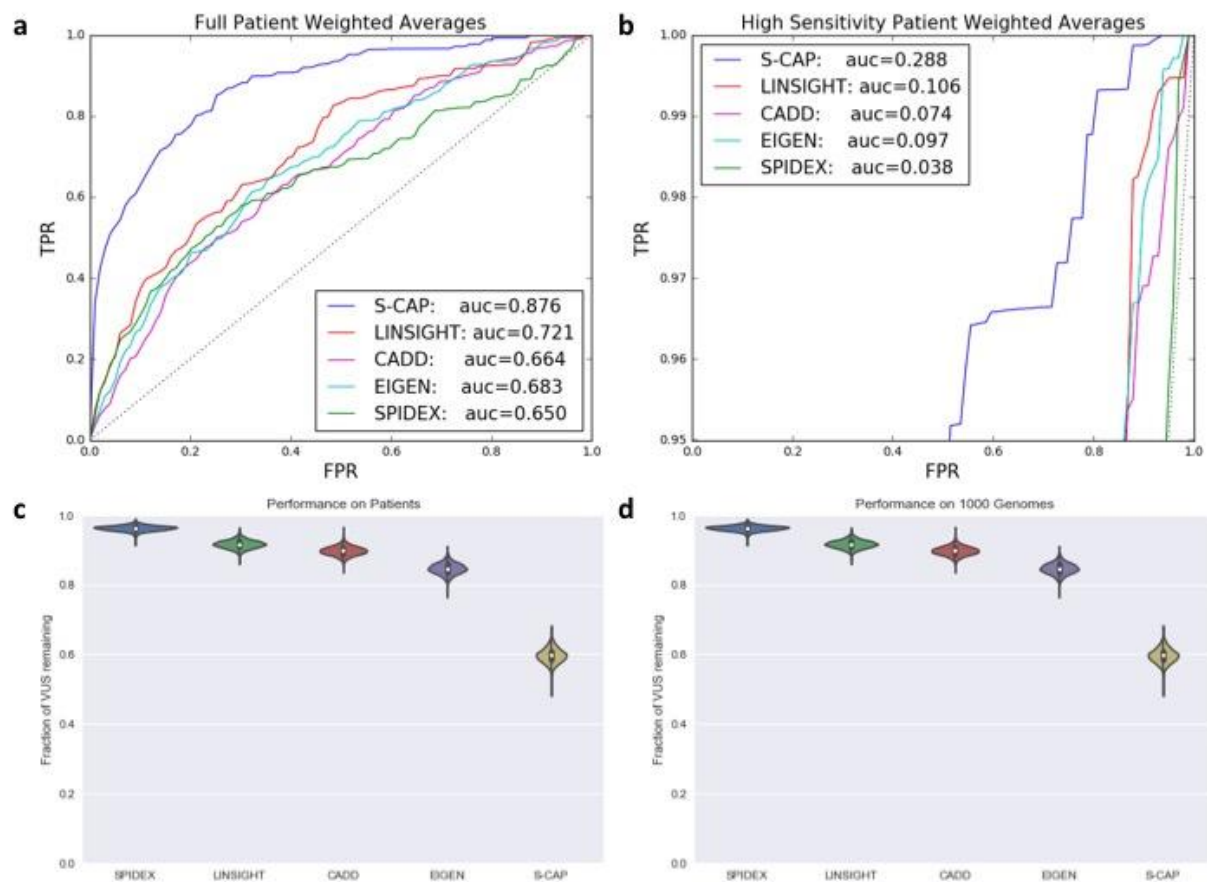 a
Full Patient Weighted Averages
1.0
0.8
0.6
0.4
0.2
0.0
TPR
0.0 0.2 0.4 0.6 0.8 1.0
FPR
S-CAP: auc=0.876
LINSIGHT: auc=0.721
CADD: auc=0.664
EIGEN: auc=0.683
SPIDEX: auc=0.650
b
High Sensitivity Patient Weighted Averages
1.00
0.99
0.98
0.97
0.96
0.95
TPR
S-CAP: auc=0.288
LINSIGHT: auc=0.106
CADD: auc=0.074
EIGEN: auc=0.097
SPIDEX: auc=0.038
0.0 0.2 0.4 0.6 0.8 1.0
FPR
c
Performance on Patients
1.0
0.8
0.6
0.4
0.2
0.0
Fraction of VUS remaining
SPIDEX LINSIGHT CADD EIGEN S-CAP
d
Performance on 1000 Genomes
1.0
0.8
0.6
0.4
0.2
0.0
Fraction of VUS remaining
SPIDEX LINSIGHT CADD EIGEN S-CAP